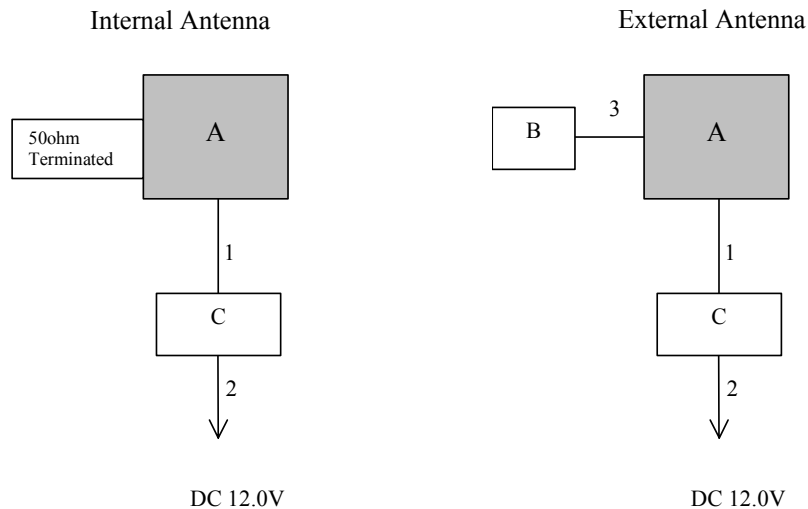 Internal Antenna
50ohm
Terminated
A
1
C
2
DC 12.0V
External Antenna
B
3
A
1
C
2
DC 12.0V